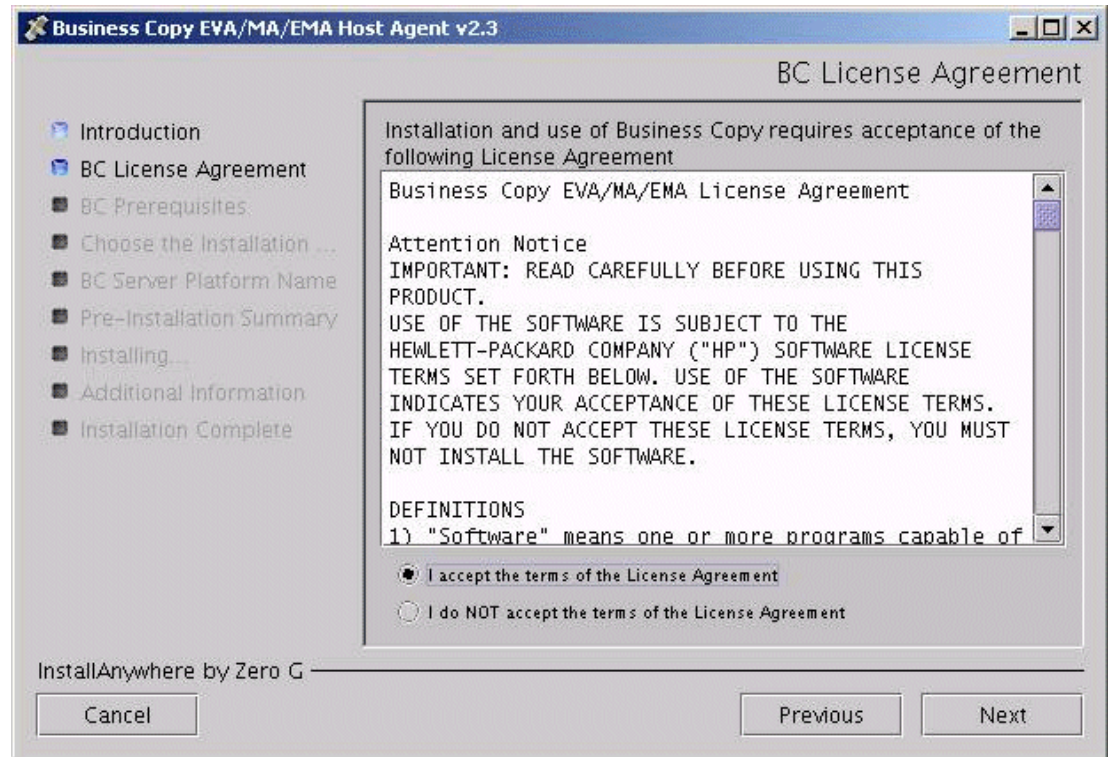 Business Copy EVA/MA/EMA Host Agent v2.3
BC License Agreement
Introduction
BC License Agreement
BC Prerequisites
Choose the Installation ...
BC Server Platform Name
Pre-Installation Summary
Installing...
Additional Information
Installation Complete
Installation and use of Business Copy requires acceptance of the
following License Agreement
Business Copy EVA/MA/EMA License Agreement
Attention Notice
IMPORTANT: READ CAREFULLY BEFORE USING THIS
PRODUCT.
USE OF THE SOFTWARE IS SUBJECT TO THE
HEWLETT-PACKARD COMPANY ("HP") SOFTWARE LICENSE
TERMS SET FORTH BELOW. USE OF THE SOFTWARE
INDICATES YOUR ACCEPTANCE OF THESE LICENSE TERMS.
IF YOU DO NOT ACCEPT THESE LICENSE TERMS, YOU MUST
NOT INSTALL THE SOFTWARE.
DEFINITIONS
1) "Software" means one or more programs capable of
I accept the terms of the License Agreement
I do NOT accept the terms of the License Agreement
InstallAnywhere by Zero G
Cancel
Previous
Next